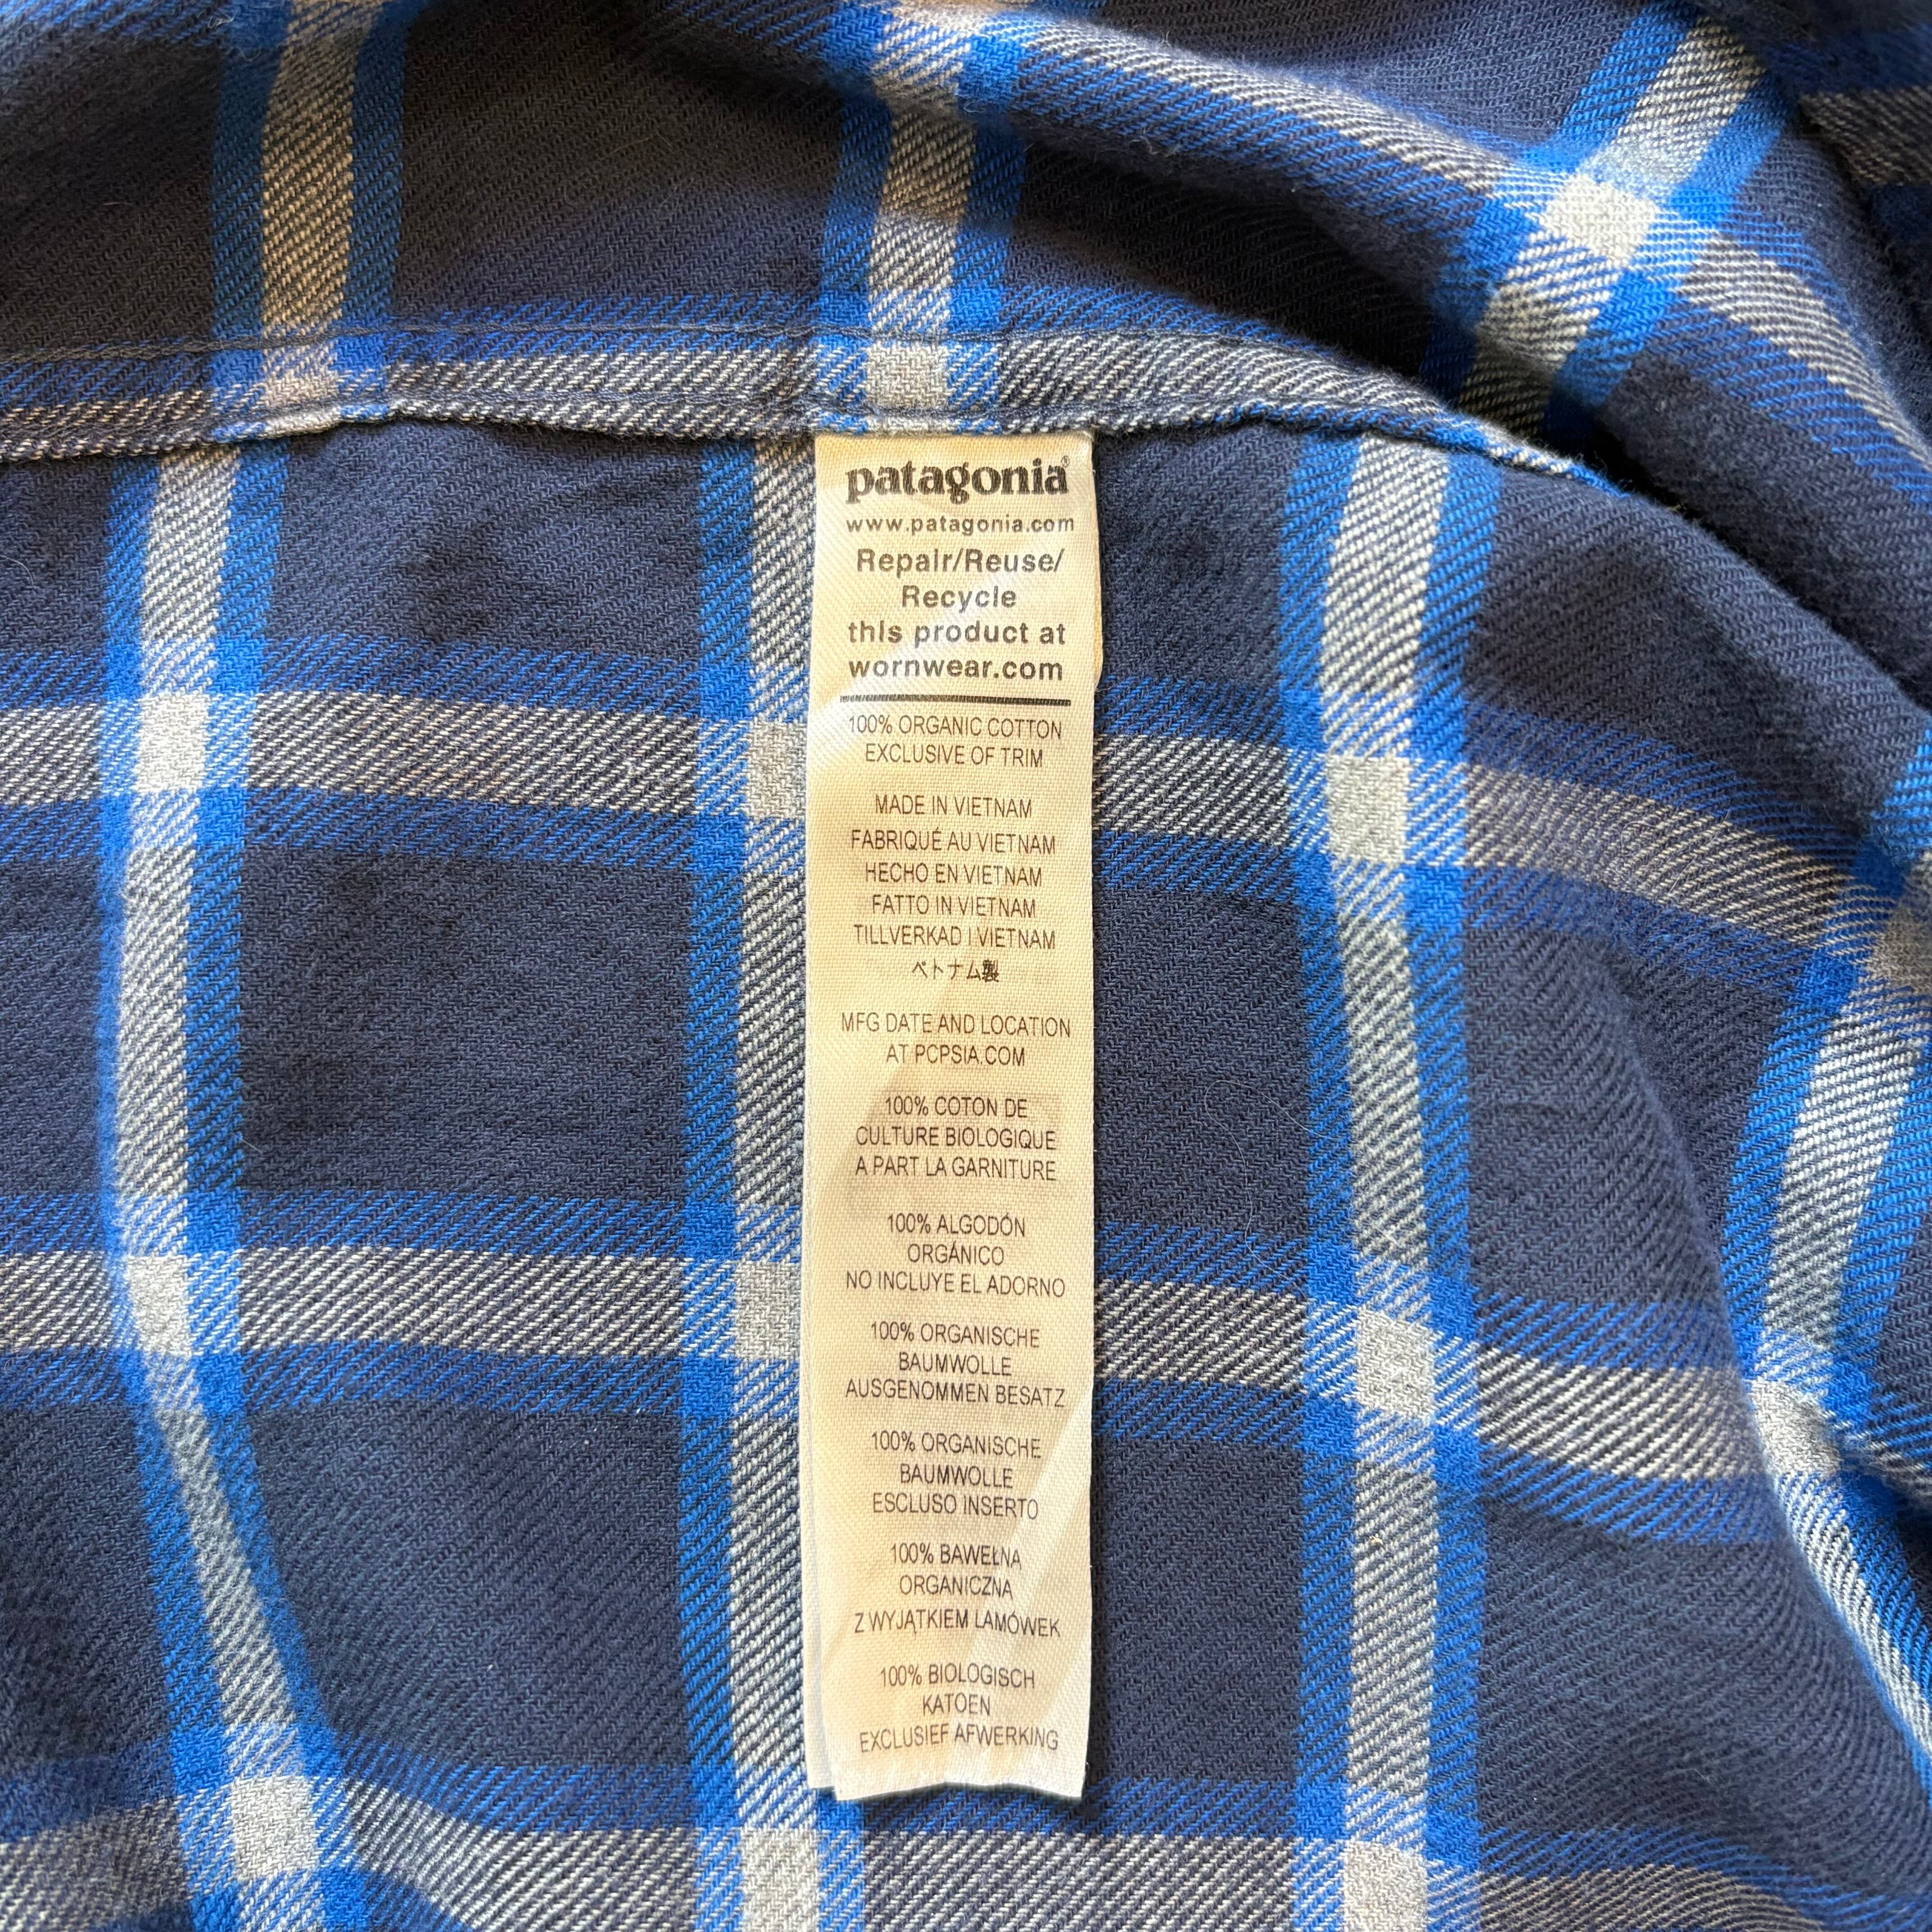 patagonia®
www.patagonia.com
Repair/Reuse/
Recycle
this product at
wornwear.com
100% ORGANIC COTTON
EXCLUSIVE OF TRIM
MADE IN VIETNAM
FABRIQUÉ AU VIETNAM
HECHO EN VIETNAM
FATTO IN VIETNAM
TILLVERKAD I VIETNAM
ベトナム製
MFG DATE AND LOCATION
AT PCPSIA.COM
100% COTON DE
CULTURE BIOLOGIQUE
A PART LA GARNITURE
100% ALGODÓN
ORGÁNICO
NO INCLUYE EL ADORNO
100% ORGANISCHE
BAUMWOLLE
AUSGENOMMEN BESATZ
100% ORGANISCHE
BAUMWOLLE
ESCLUSO INSERTO
100% BAWEŁNA
ORGANICZNA
Z WYJĄTKIEM LAMÓWEK
100% BIOLOGISCH
KATOEN
EXCLUSIEF AFWERKING